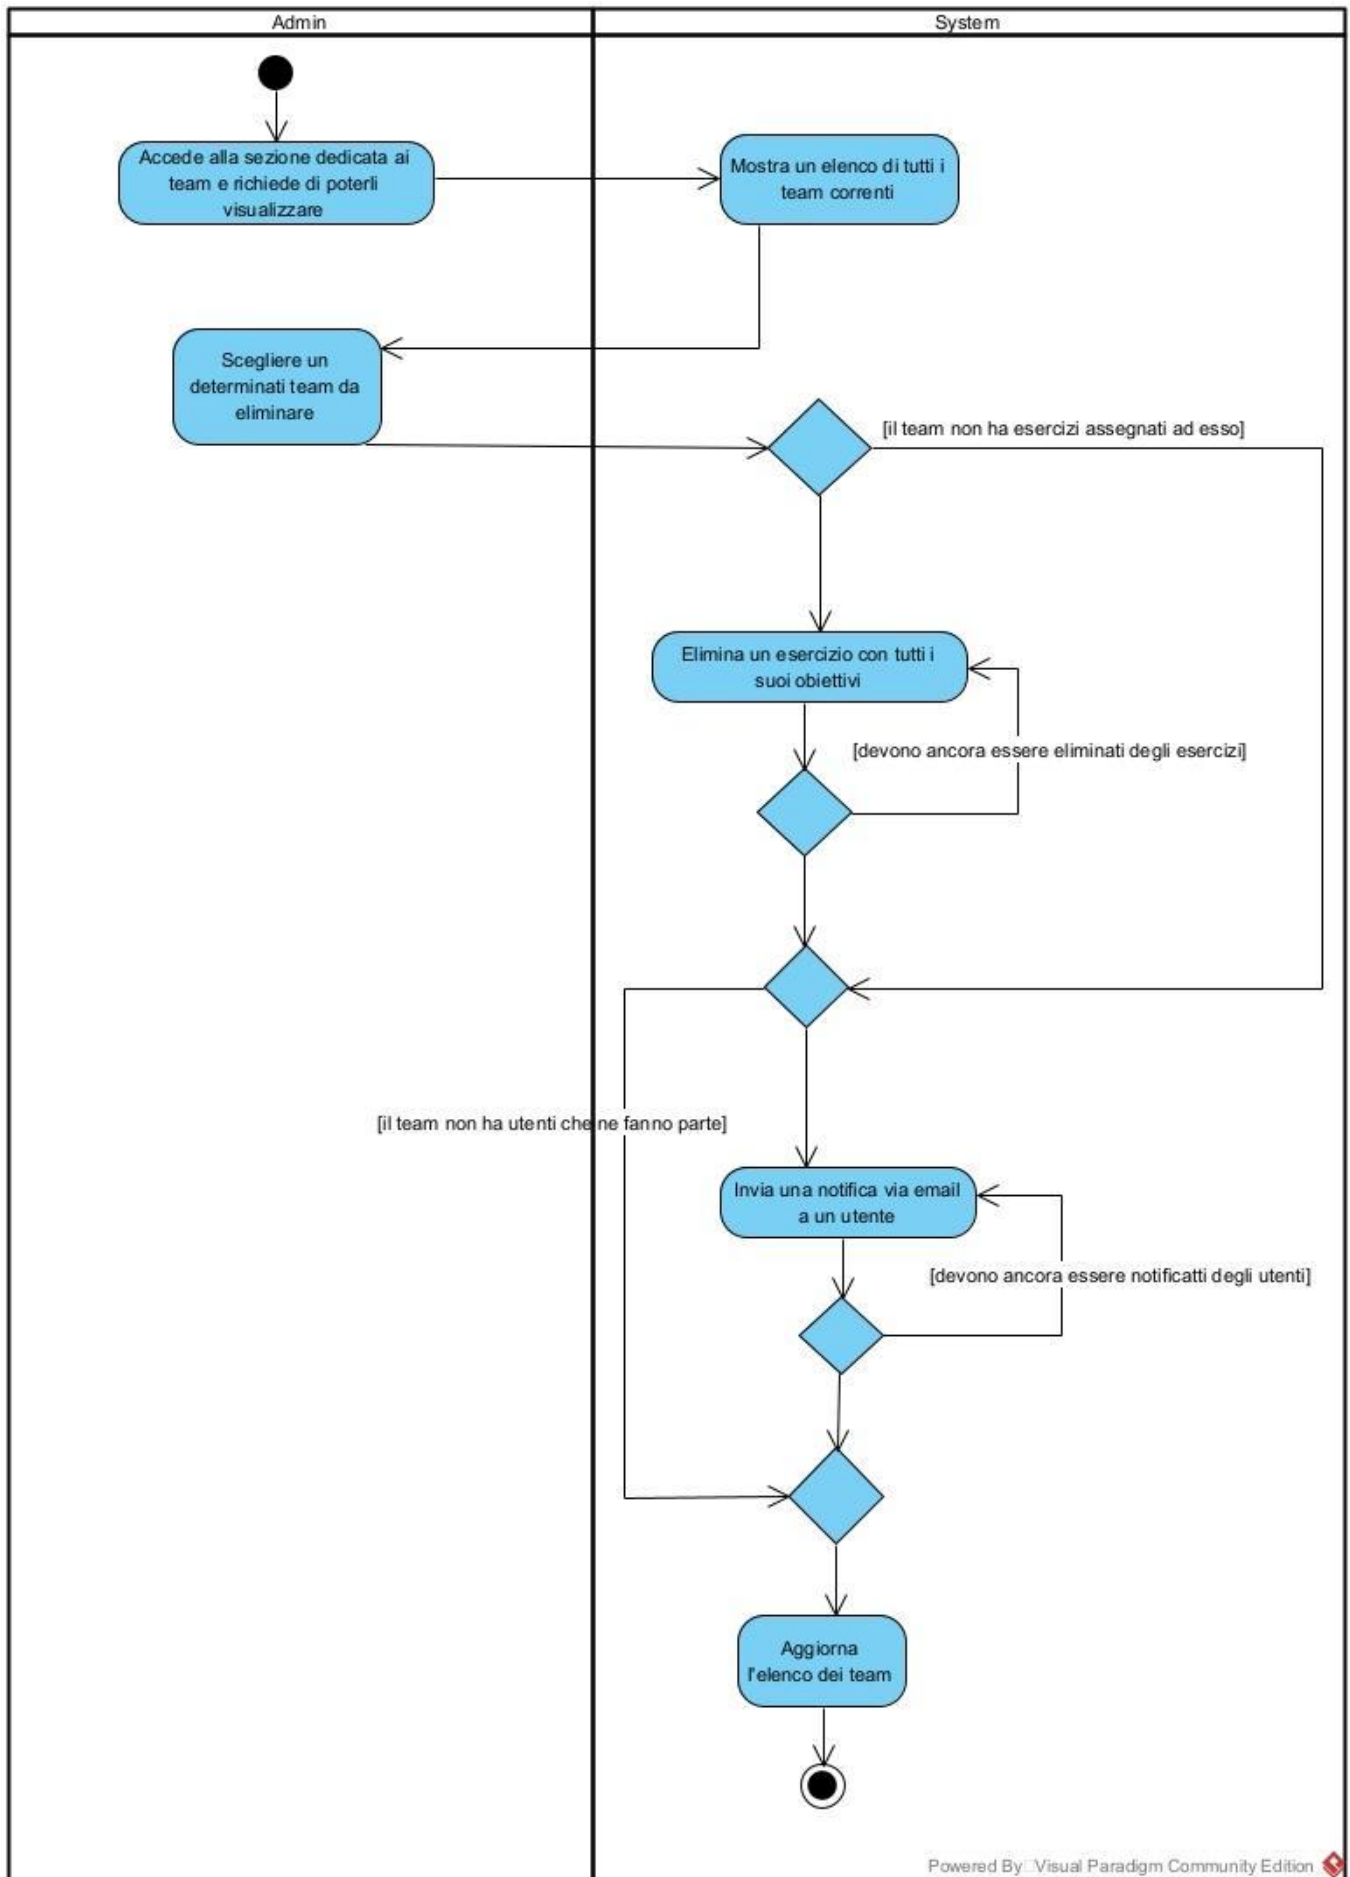 Admin
System
Accede alla sezione dedicata ai
team e richiede di poterli
visualizzare
Mostra un elenco di tutti i
team correnti
Scegliere un
determinati team da
eliminare
[il team non ha esercizi assegnati ad esso]
Elimina un esercizio con tutti i
suoi obiettivi
[devono ancora essere eliminati degli esercizi]
[il team non ha utenti che ne fanno parte]
Invia una notifica via email
a un utente
[devono ancora essere notificatti degli utenti]
Aggiorna
l'elenco dei team
Powered By Visual Paradigm Community Edition